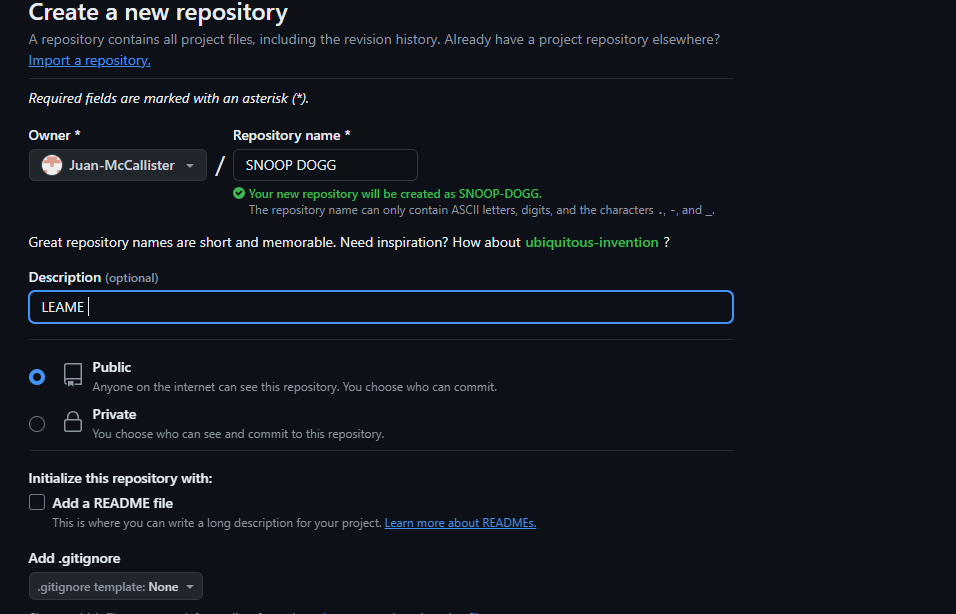 Create a new repository
A repository contains all project files, including the revision history. Already have a project repository elsewhere?
Import a repository.
Required fields are marked with an asterisk (*).
Owner *
Repository name *
Juan-McCallister
/
SNOOP DOGG
Your new repository will be created as SNOOP-DOGG.
The repository name can only contain ASCII letters, digits, and the characters ., -, and _.
Great repository names are short and memorable. Need inspiration? How about ubiquitous-invention ?
Description (optional)
LEAME
Public
Anyone on the internet can see this repository. You choose who can commit.
Private
You choose who can see and commit to this repository.
Initialize this repository with:
Add a README file
This is where you can write a long description for your project. Learn more about READMEs.
Add .gitignore
.gitignore template: None